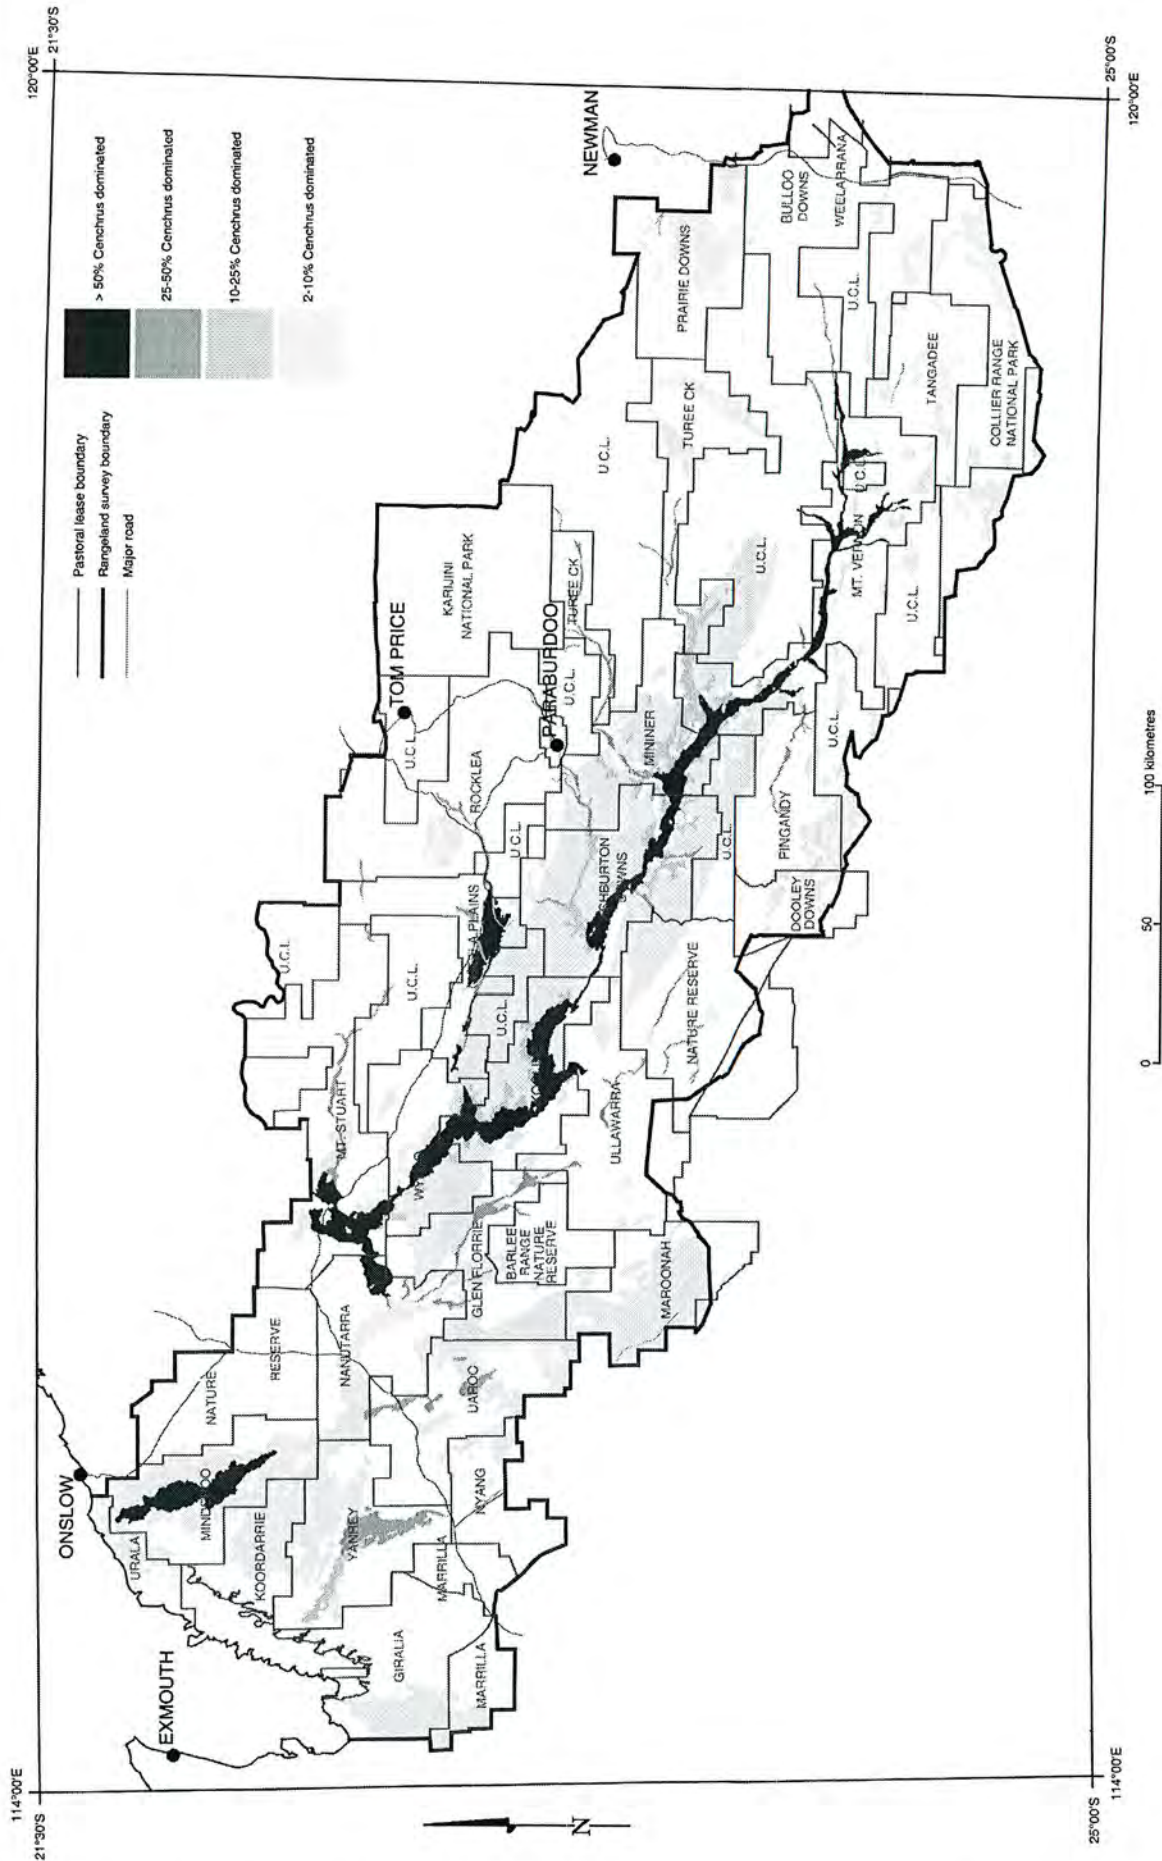 114°00'E
120°00'E
21°30'S
21°30'S
> 50% Cenchrus dominated
25-50% Cenchrus dominated
10-25% Cenchrus dominated
2-10% Cenchrus dominated
Pastoral lease boundary
Rangeland survey boundary
Major road
EXMOUTH
ONSLOW
TOM PRICE
PARABURDOO
NEWMAN
URALA
KOORDARRIE
YANREY
GIRALIA
MARRILLA
MARRILLA
NYANG
UAROO
NATURE
RESERVE
NANUTARRA
MT. STUART
GLEN FLORRIE
BARLEE
RANGE
NATURE
RESERVE
MAROONAH
ULLAWARRA
U.C.L.
U.C.L.
U.C.L.
U.C.L.
U.C.L.
ROCKLEA
KARIJINI
NATIONAL PARK
TUREE CK
U.C.L.
MININER
DOWNS
NATURE RESERVE
DOOLEY
DOWNS
PINGANDY
U.C.L.
U.C.L.
U.C.L.
U.C.L.
U.C.L.
MT. VERNON
U.C.L.
TUREE CK
PRAIRIE DOWNS
BULLOO
DOWNS
WEELARRANA
U.C.L.
TANGADEE
COLLIER RANGE
NATIONAL PARK
N
0 50 100 kilometres
25°00'S
25°00'S
114°00'E
120°00'E